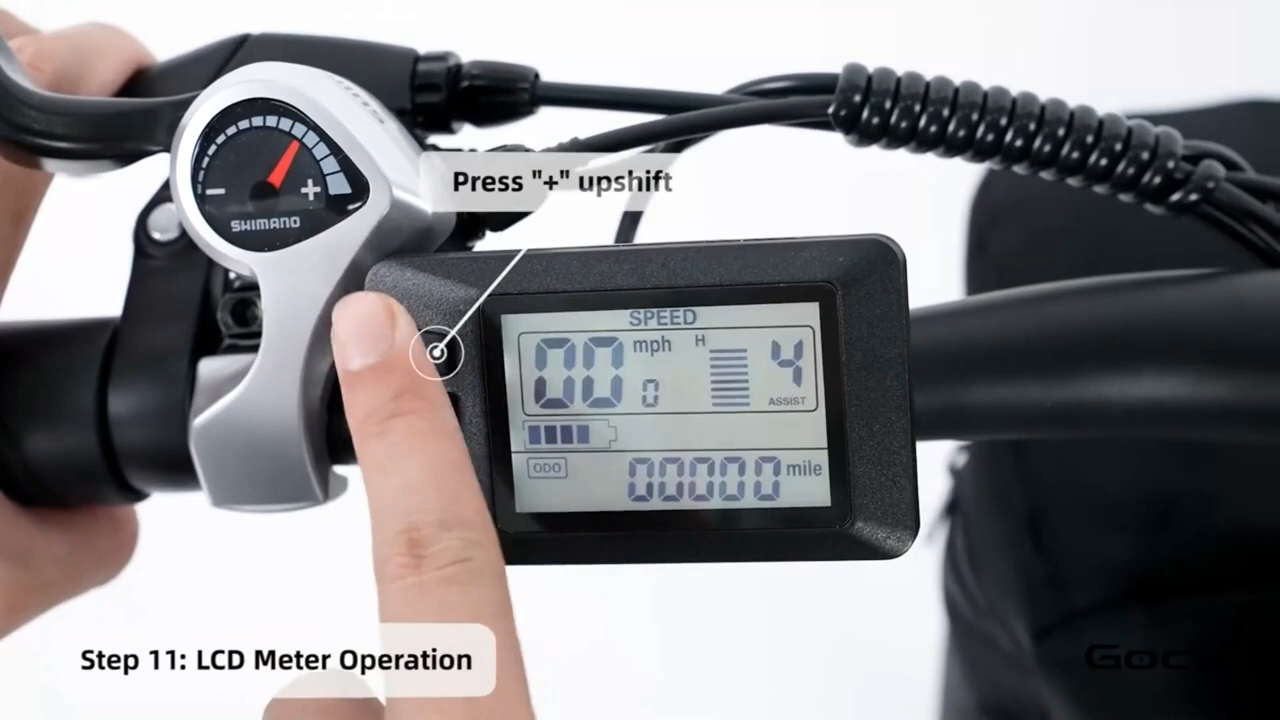 SHIMANO
- +
Press "+" upshift
SPEED
00 mph
0
H
4
ASSIST
ODO
00000 mile
Step 11: LCD Meter Operation